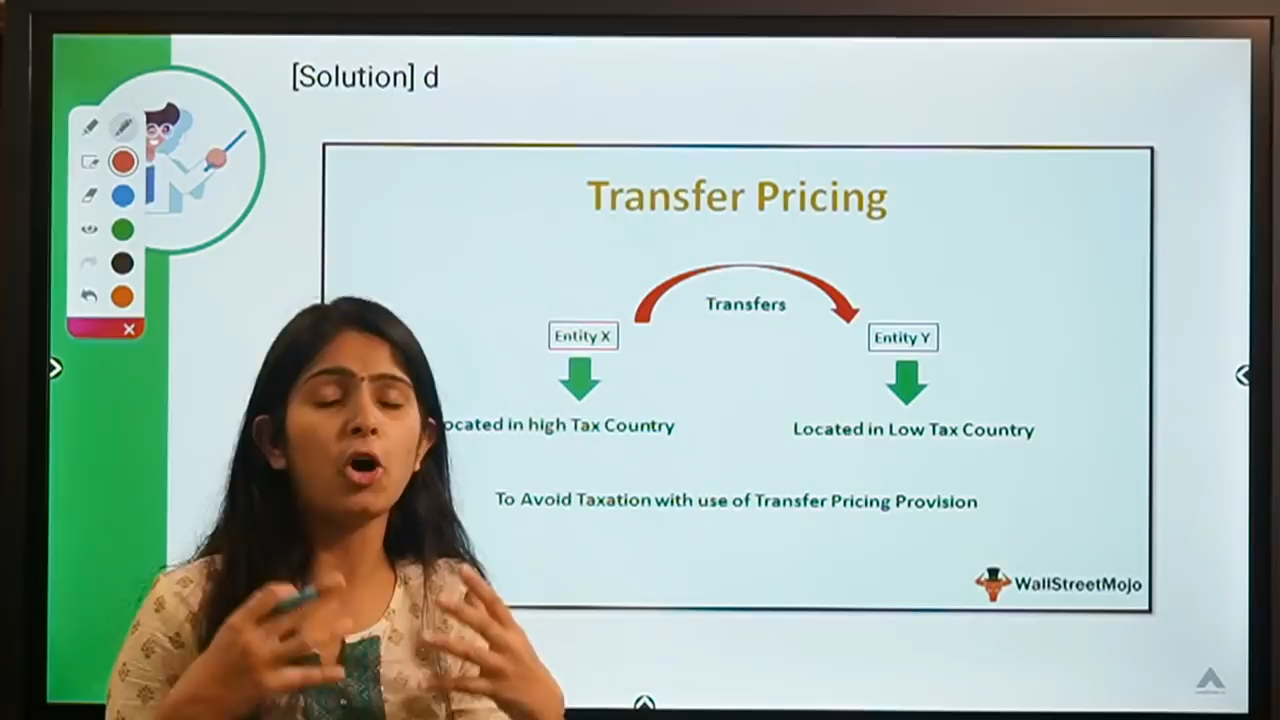 [Solution] d
Transfer Pricing
Transfers
Entity X
Entity Y
ocated in high Tax Country
Located in Low Tax Country
To Avoid Taxation with use of Transfer Pricing Provision
WallStreetMojo